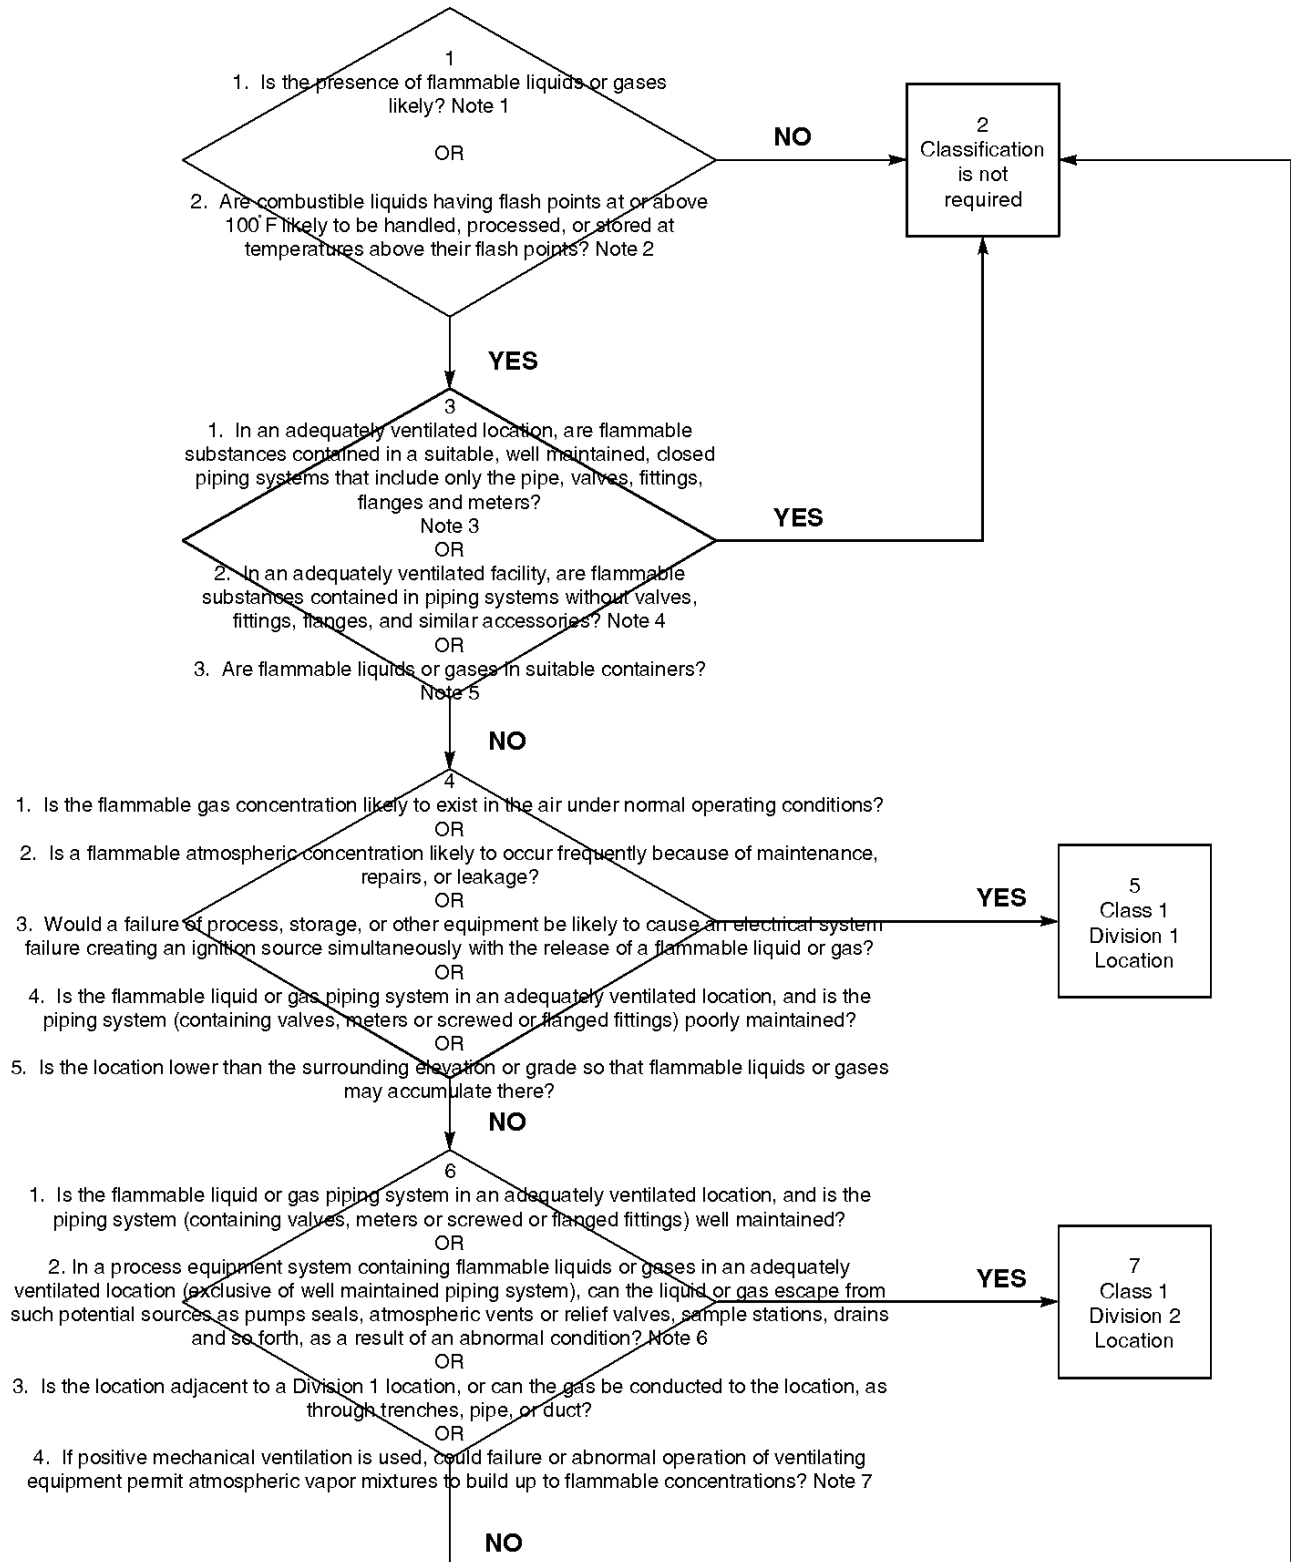 1
1. Is the presence of flammable liquids or gases
likely? Note 1
OR
2. Are combustible liquids having flash points at or above
100° F likely to be handled, processed, or stored at
temperatures above their flash points? Note 2
NO
2
Classification
is not
required
YES
3
1. In an adequately ventilated location, are flammable
substances contained in a suitable, well maintained, closed
piping systems that include only the pipe, valves, fittings,
flanges and meters?
Note 3
OR
2. In an adequately ventilated facility, are flammable
substances contained in piping systems without valves,
fittings, flanges, and similar accessories? Note 4
OR
3. Are flammable liquids or gases in suitable containers?
Note 5
YES
NO
4
1. Is the flammable gas concentration likely to exist in the air under normal operating conditions?
OR
2. Is a flammable atmospheric concentration likely to occur frequently because of maintenance,
repairs, or leakage?
OR
3. Would a failure of process, storage, or other equipment be likely to cause an electrical system
failure creating an ignition source simultaneously with the release of a flammable liquid or gas?
OR
4. Is the flammable liquid or gas piping system in an adequately ventilated location, and is the
piping system (containing valves, meters or screwed or flanged fittings) poorly maintained?
OR
5. Is the location lower than the surrounding elevation or grade so that flammable liquids or gases
may accumulate there?
YES
5
Class 1
Division 1
Location
NO
6
1. Is the flammable liquid or gas piping system in an adequately ventilated location, and is the
piping system (containing valves, meters or screwed or flanged fittings) well maintained?
OR
2. In a process equipment system containing flammable liquids or gases in an adequately
ventilated location (exclusive of well maintained piping system), can the liquid or gas escape from
such potential sources as pumps seals, atmospheric vents or relief valves, sample stations, drains
and so forth, as a result of an abnormal condition? Note 6
OR
3. Is the location adjacent to a Division 1 location, or can the gas be conducted to the location, as
through trenches, pipe, or duct?
OR
4. If positive mechanical ventilation is used, could failure or abnormal operation of ventilating
equipment permit atmospheric vapor mixtures to build up to flammable concentrations? Note 7
YES
7
Class 1
Division 2
Location
NO